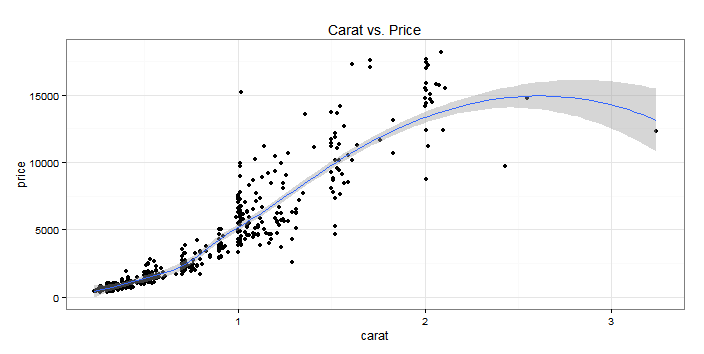 Carat vs. Price
price
15000
10000
5000
0
1
2
3
carat